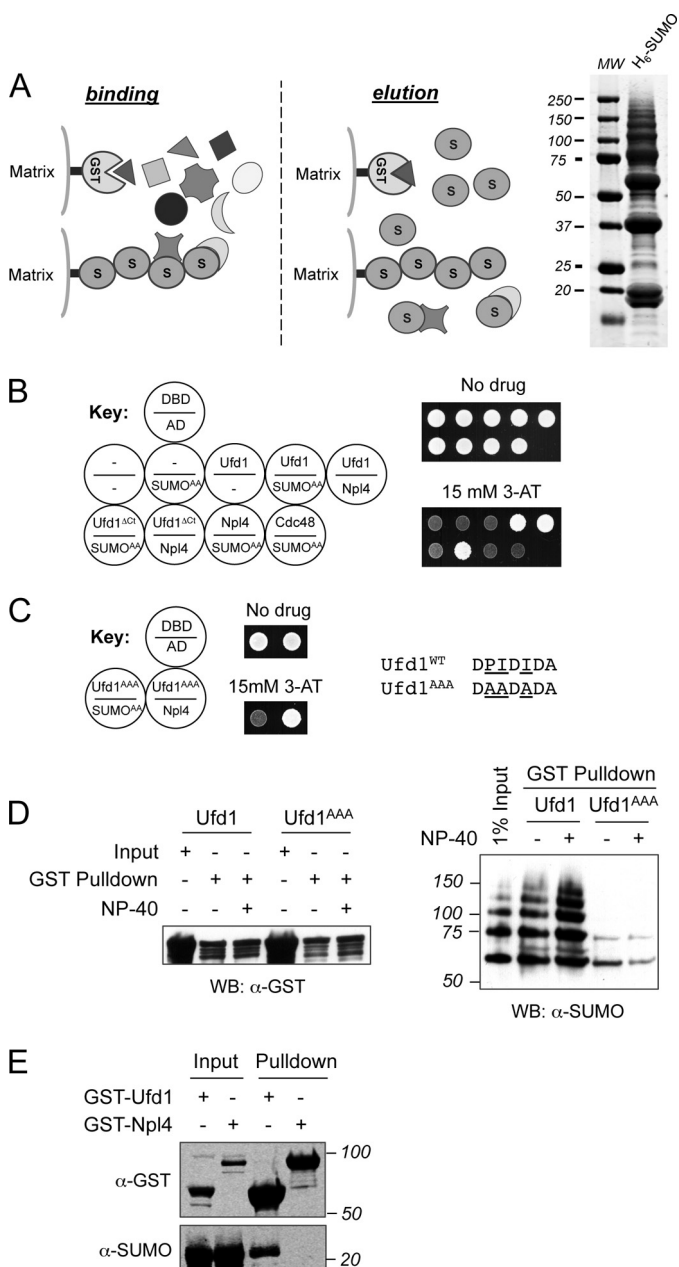 A
binding
elution
MW
H6-SUMO
Matrix
GST
Matrix
S S S S
Matrix
GST
S
S S
S
Matrix
S S S S
S
S
250
150
100
75
50
37
25
20
B
Key:
DBD
AD
- - Ufd1 Ufd1 Ufd1
- SUMOAA - SUMOAA Npl4
Ufd1ΔCt Ufd1ΔCt Npl4 Cdc48
SUMOAA Npl4 SUMOAA SUMOAA
No drug
15 mM 3-AT
C
Key:
DBD
AD
Ufd1AAA Ufd1AAA
SUMOAA Npl4
No drug
15mM 3-AT
Ufd1WT DPIDIDA
Ufd1AAA DAADADA
D
Ufd1 Ufd1AAA
Input + - - + - -
GST Pulldown - + + - + +
NP-40 - - + - - +
WB: α-GST
1% Input
GST Pulldown
Ufd1 Ufd1AAA
NP-40 - + - +
150
100
75
50
WB: α-SUMO
E
Input Pulldown
GST-Ufd1 + - + -
GST-Npl4 - + - +
α-GST
100
50
α-SUMO
20